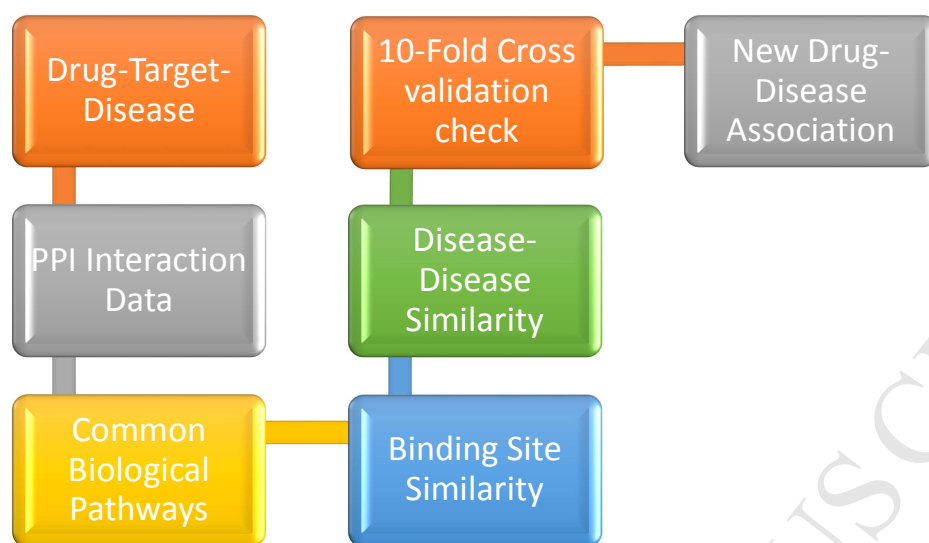 Drug-Target-
Disease
PPI Interaction
Data
Common
Biological
Pathways
Binding Site
Similarity
Disease-
Disease
Similarity
10-Fold Cross
validation
check
New Drug-
Disease
Association